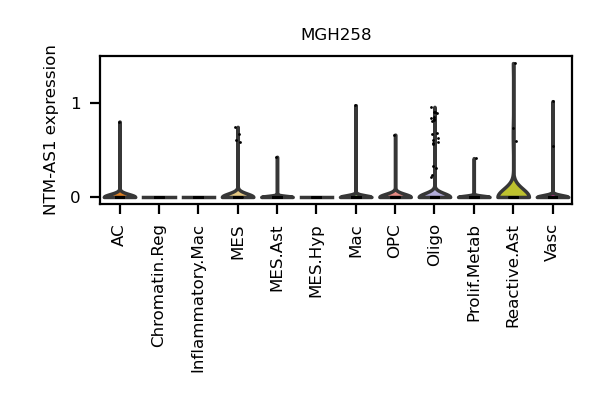 MGH258
NTM-AS1 expression
1
0
AC
Chromatin.Reg
Inflammatory.Mac
MES
MES.Ast
MES.Hyp
Mac
OPC
Oligo
Prolif.Metab
Reactive.Ast
Vasc